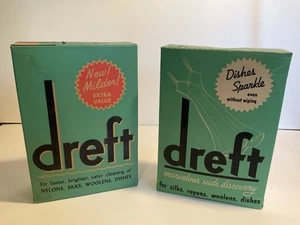 New!
Milder!
EXTRA
VALUE
dreft
for faster, brighter, safer cleaning of
NYLONS, SILKS, WOOLENS, DISHES
Dishes
Sparkle
even
without wiping
dreft
marvelous suds discovery
for silks, rayons, woolens, dishes